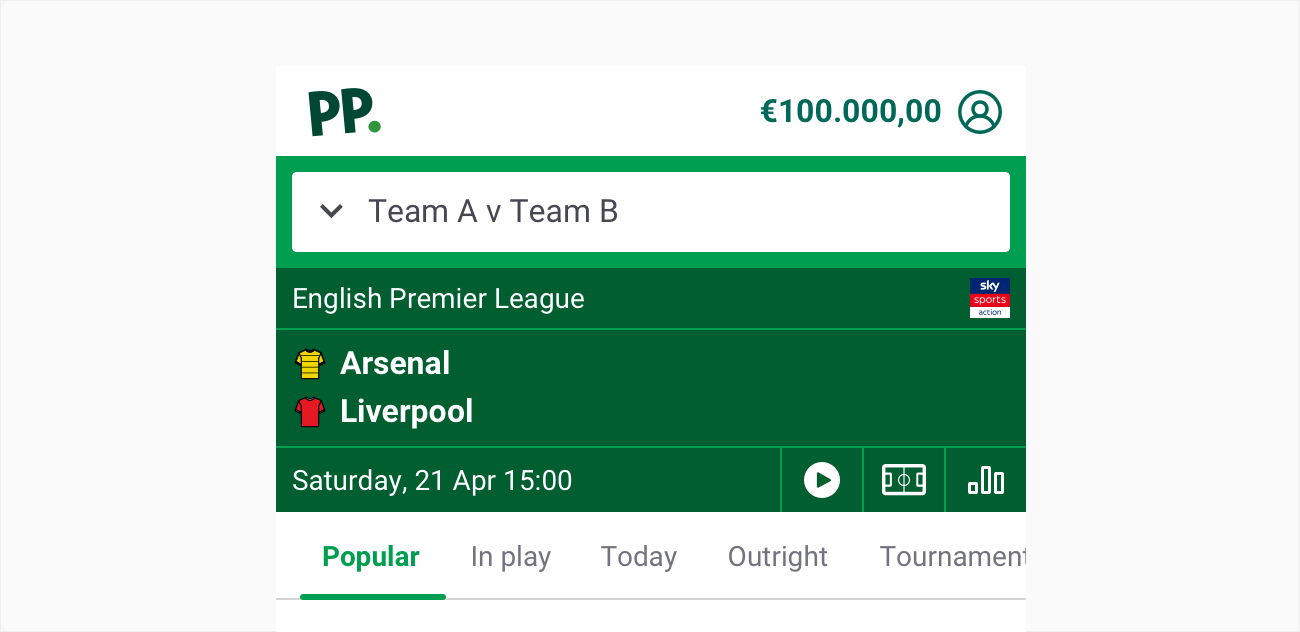 PP.
€100.000,00
Team A v Team B
English Premier League
sky
sports
action
Arsenal
Liverpool
Saturday, 21 Apr 15:00
Popular In play Today Outright Tournament